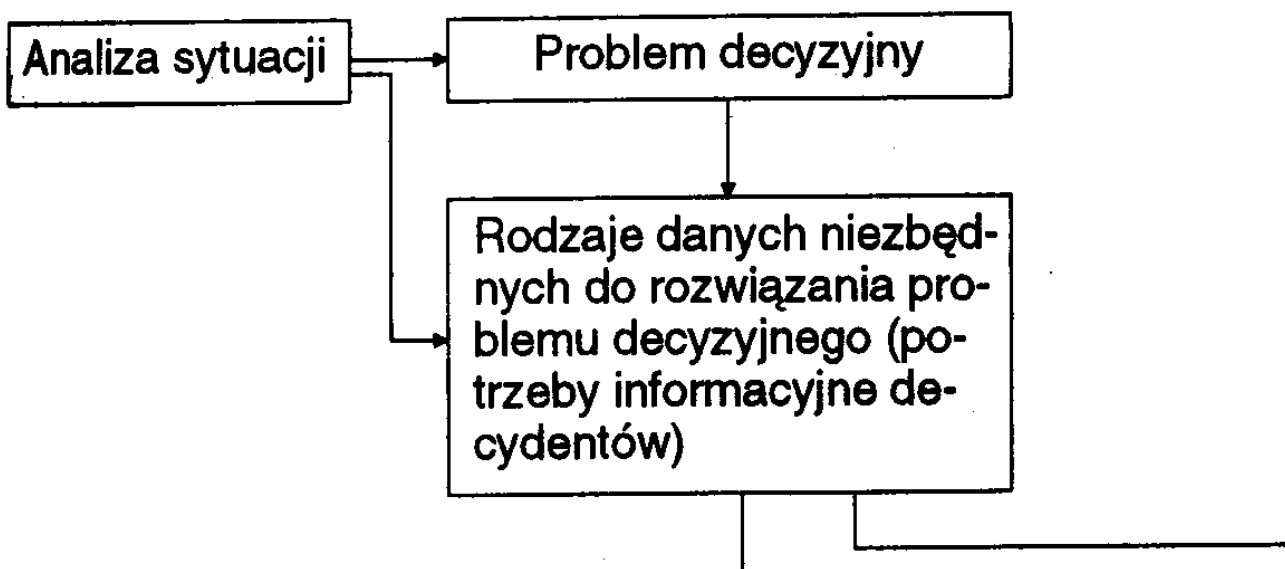 Analiza sytuacji
Problem decyzyjny
Rodzaje danych niezbęd-
nych do rozwiązania pro-
blemu decyzyjnego (po-
trzeby informacyjne de-
cydentów)